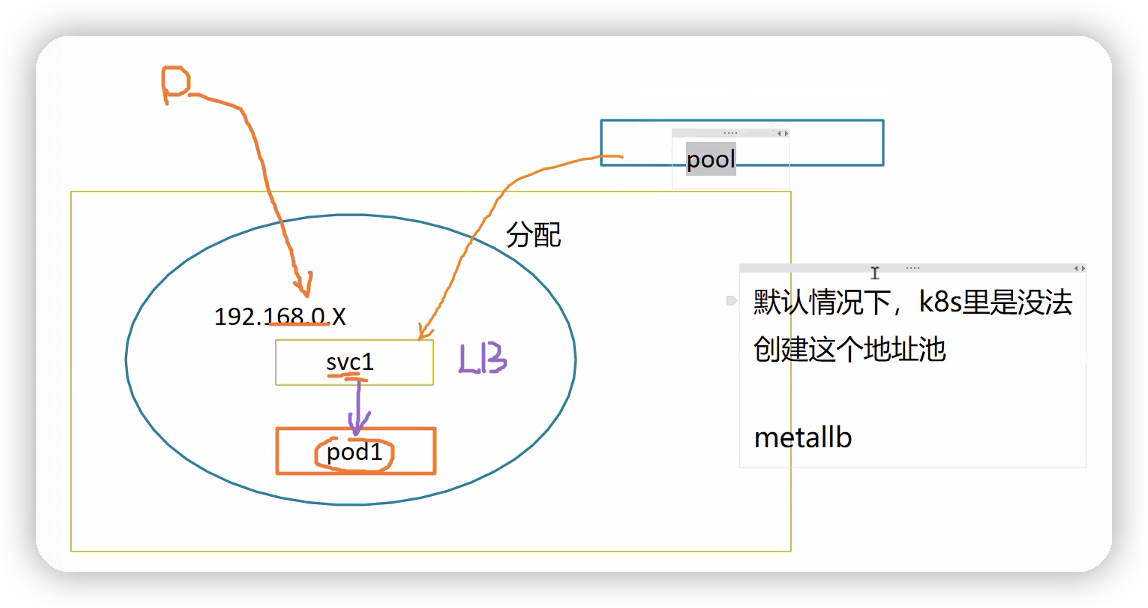 pool
分配
192.168.0.X
svc1
LB
pod1
默认情况下，k8s里是没法
创建这个地址池
metallb